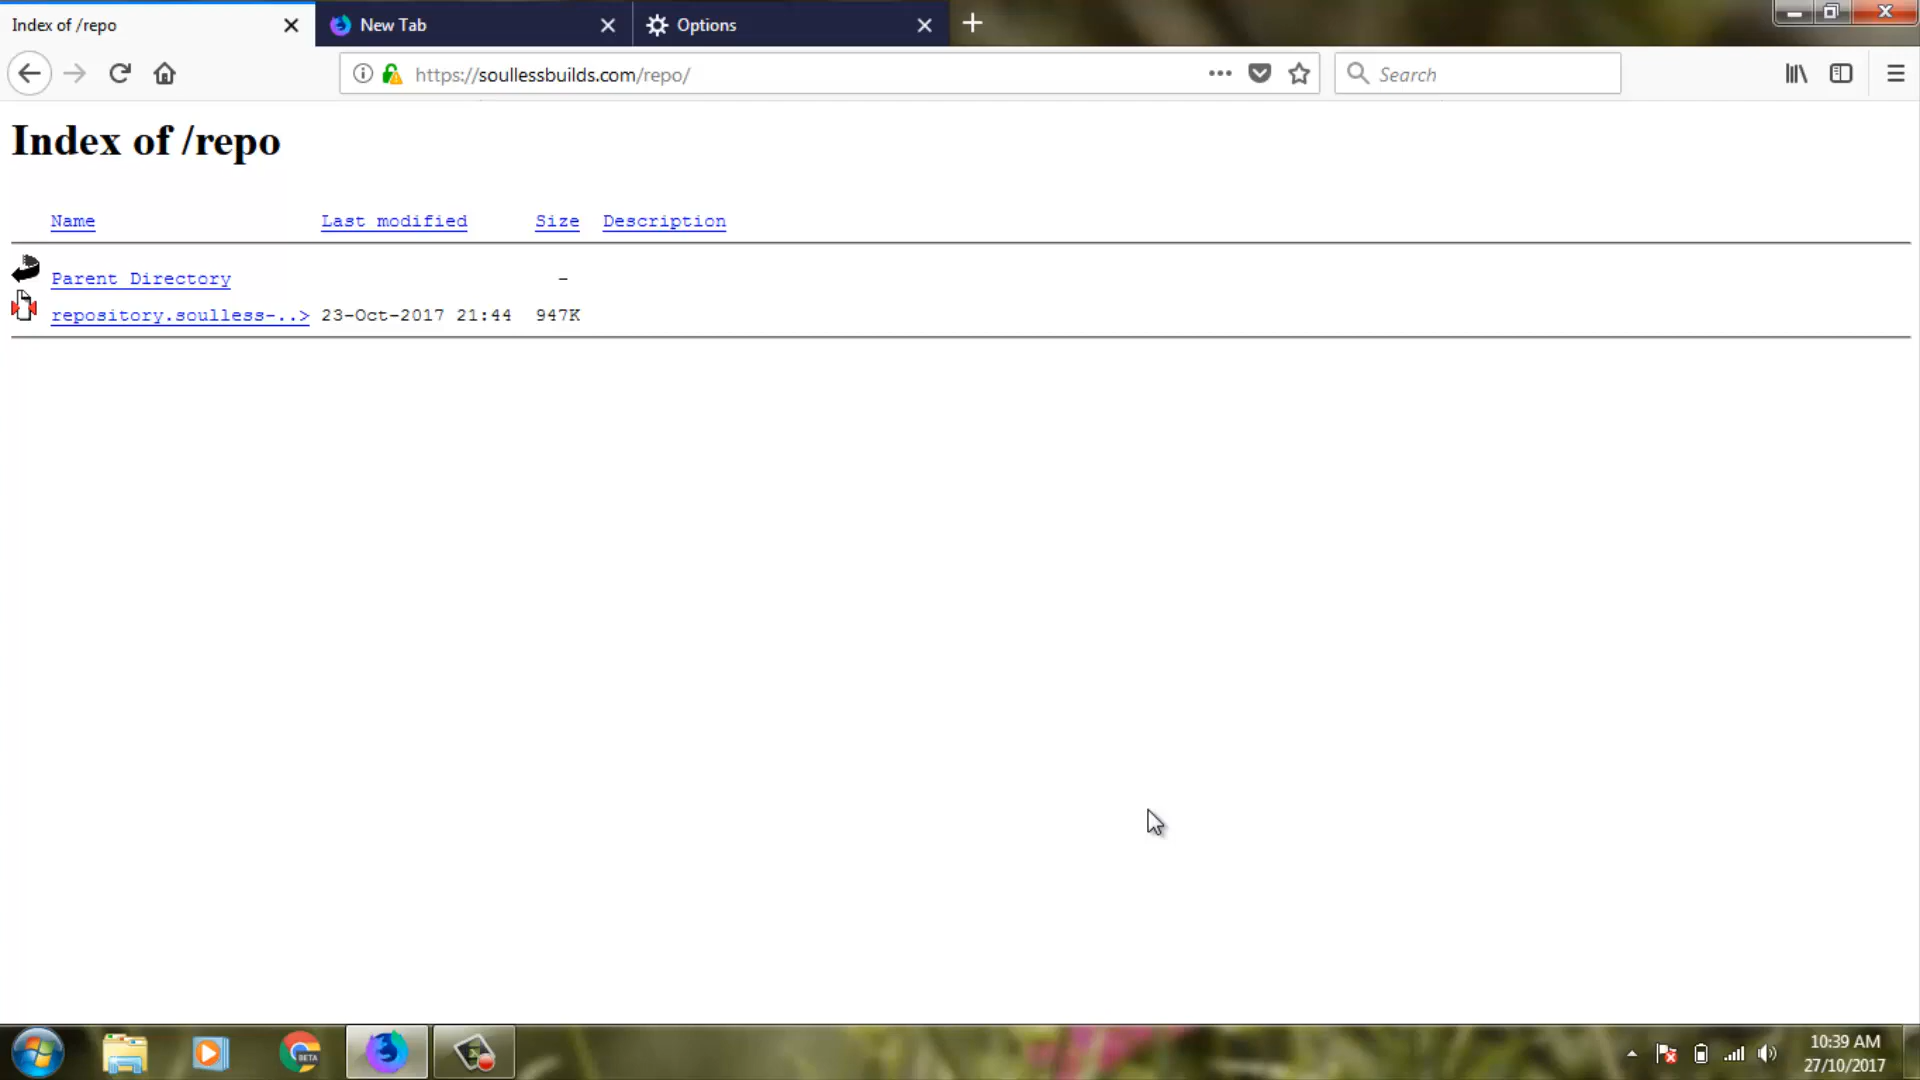 Index of /repo
New Tab
Options
https://soullessbuilds.com/repo/
Search
Index of /repo
Name Last modified Size Description
Parent Directory -
repository.soulless-..> 23-Oct-2017 21:44 947K
BETA
10:39 AM
27/10/2017